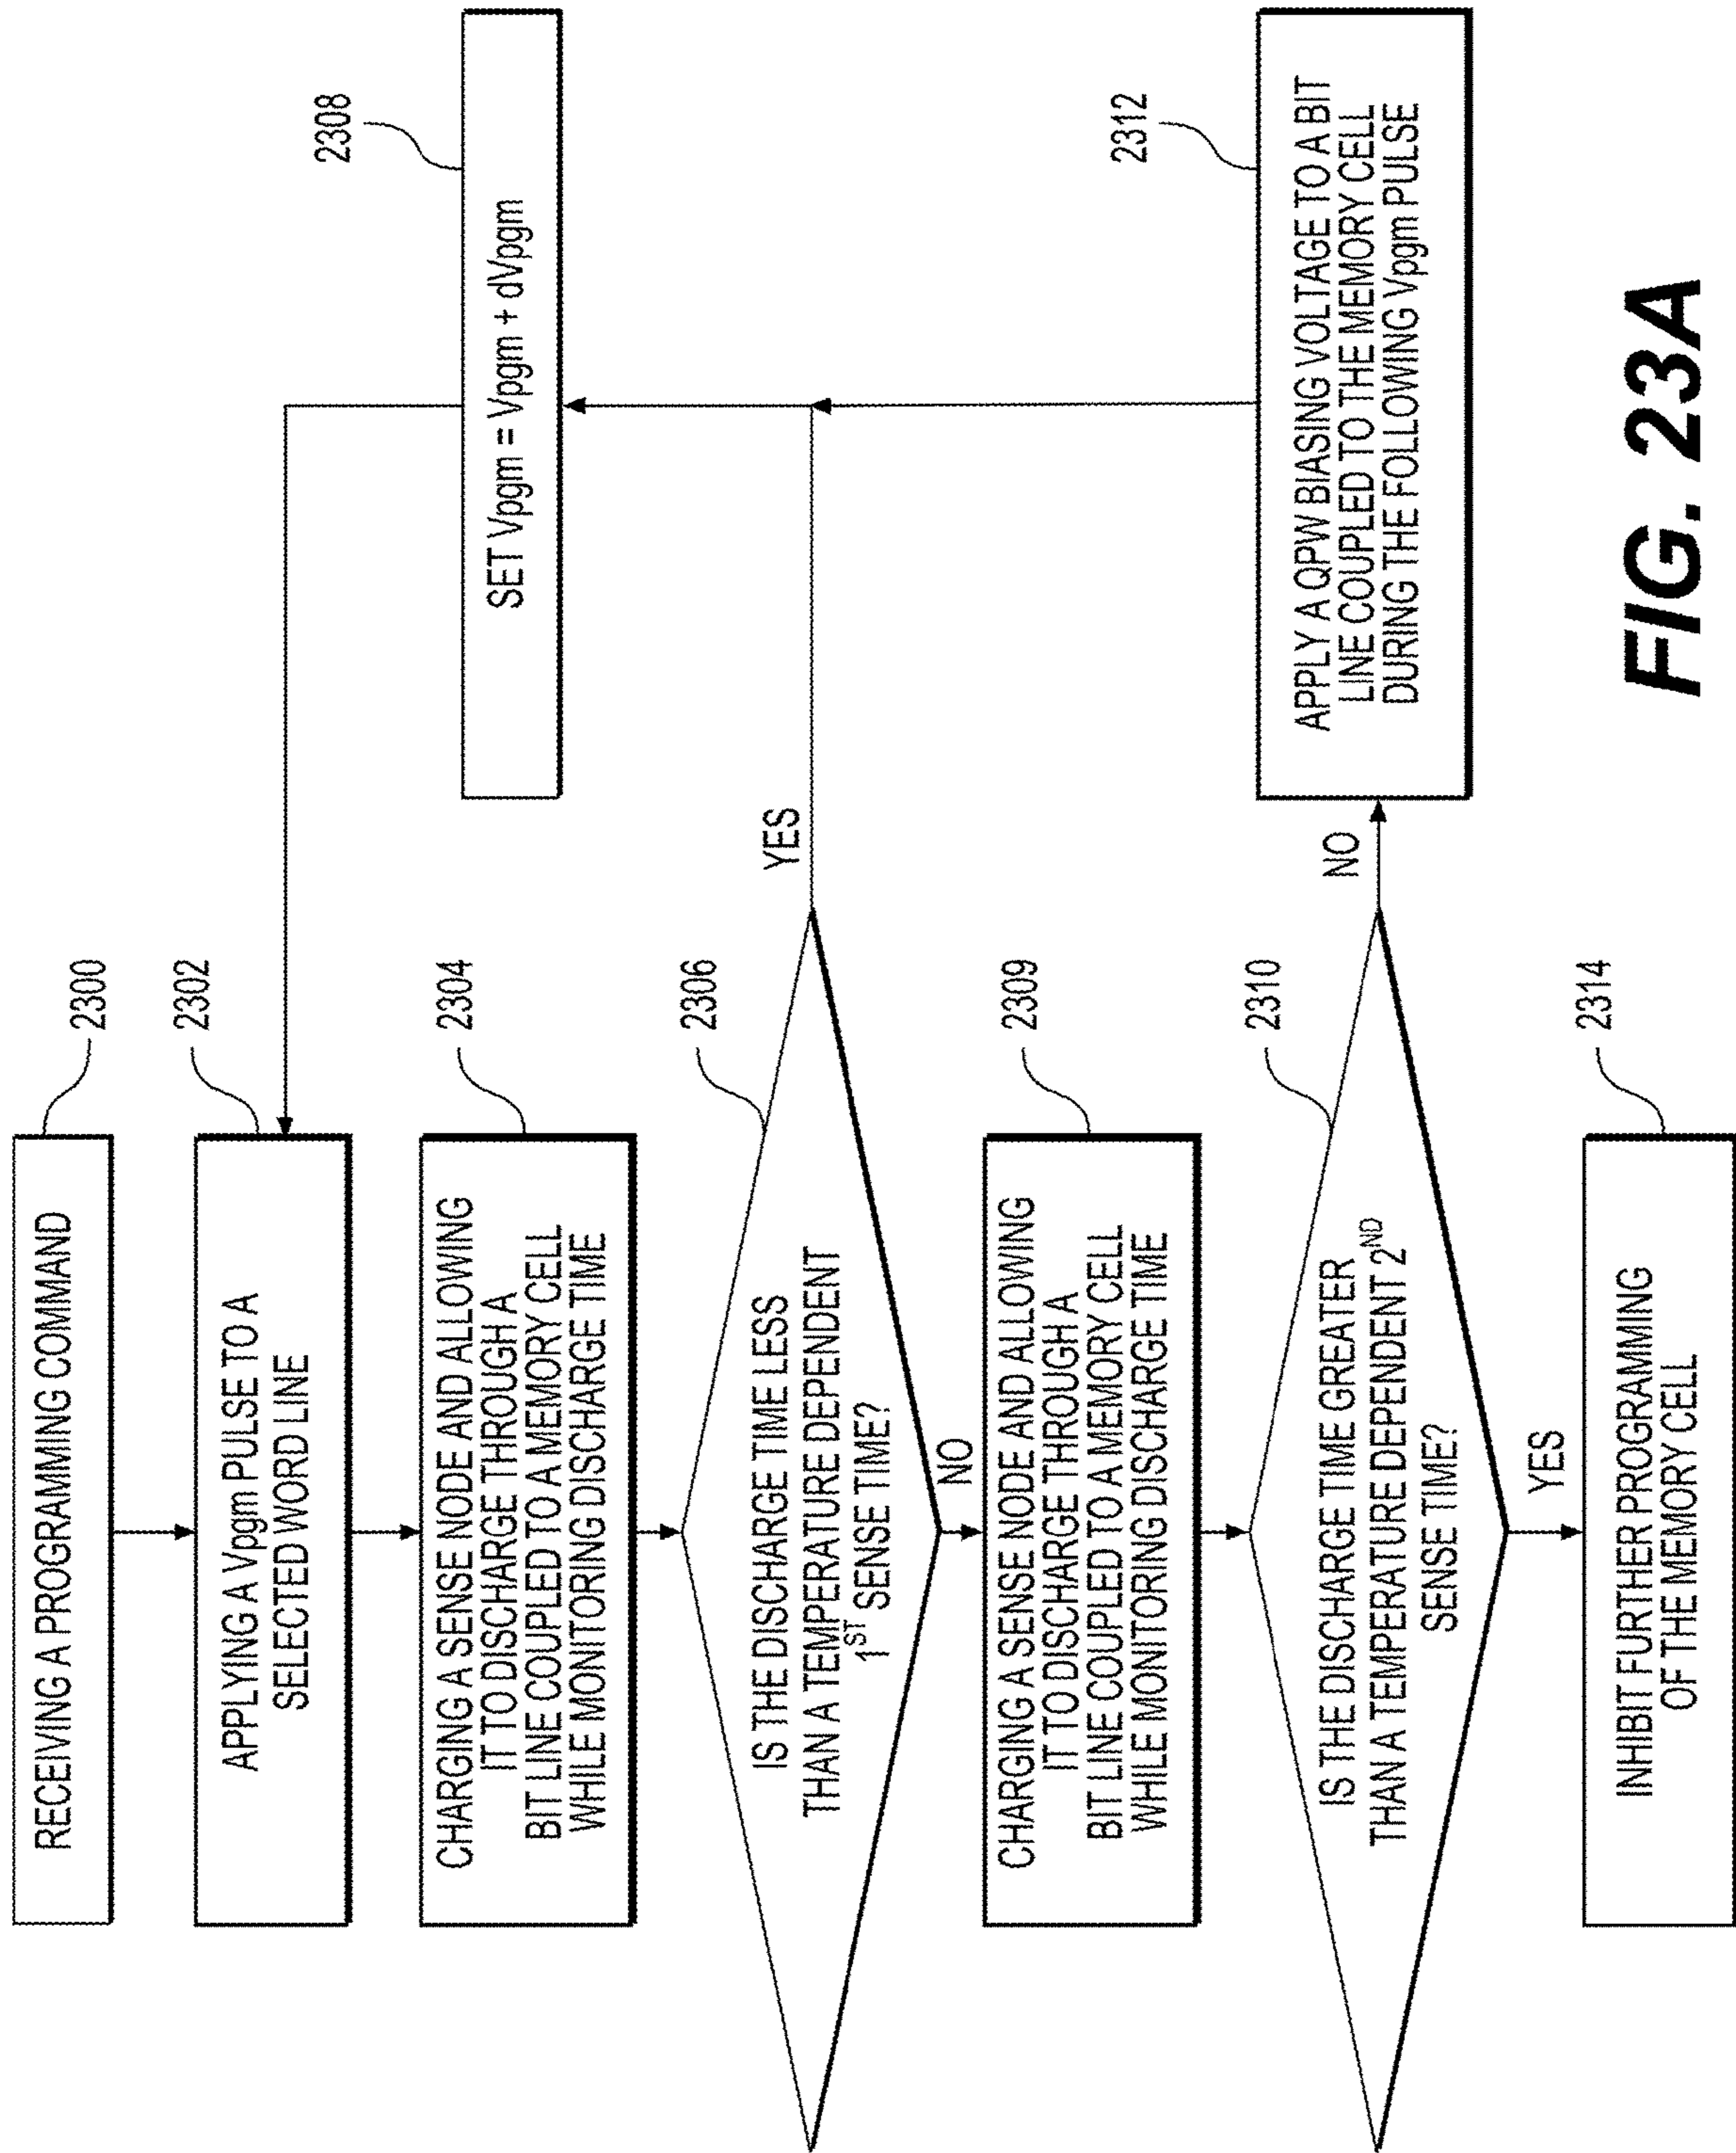 RECEIVING A PROGRAMMING COMMAND
2300
APPLYING A Vpgm PULSE TO A
SELECTED WORD LINE
2302
CHARGING A SENSE NODE AND ALLOWING
IT TO DISCHARGE THROUGH A
BIT LINE COUPLED TO A MEMORY CELL
WHILE MONITORING DISCHARGE TIME
2304
IS THE DISCHARGE TIME LESS
THAN A TEMPERATURE DEPENDENT
1ST SENSE TIME?
2306
YES
NO
SET Vpgm = Vpgm + dVpgm
2308
CHARGING A SENSE NODE AND ALLOWING
IT TO DISCHARGE THROUGH A
BIT LINE COUPLED TO A MEMORY CELL
WHILE MONITORING DISCHARGE TIME
2309
IS THE DISCHARGE TIME GREATER
THAN A TEMPERATURE DEPENDENT 2ND
SENSE TIME?
2310
NO
YES
APPLY A QPW BIASING VOLTAGE TO A BIT
LINE COUPLED TO THE MEMORY CELL
DURING THE FOLLOWING Vpgm PULSE
2312
INHIBIT FURTHER PROGRAMMING
OF THE MEMORY CELL
2314
FIG. 23A